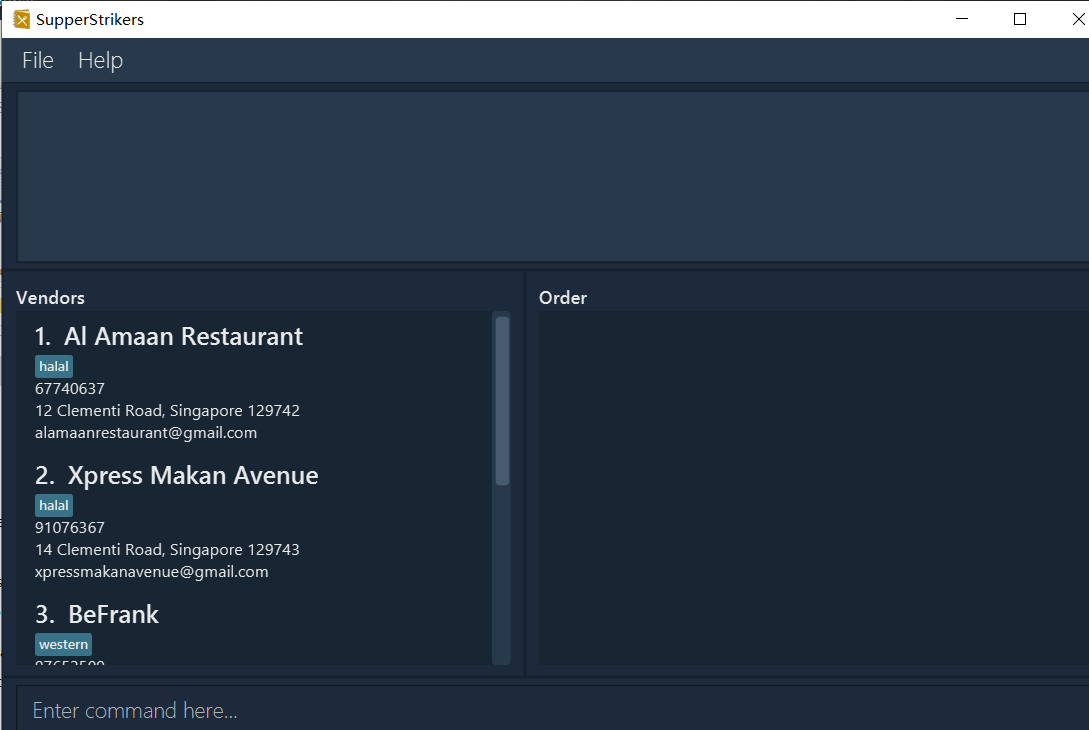 SupperStrikers
File Help
Vendors
1. Al Amaan Restaurant
halal
67740637
12 Clementi Road, Singapore 129742
alamaanrestaurant@gmail.com
2. Xpress Makan Avenue
halal
91076367
14 Clementi Road, Singapore 129743
xpressmakanavenue@gmail.com
3. BeFrank
western
Order
Enter command here...